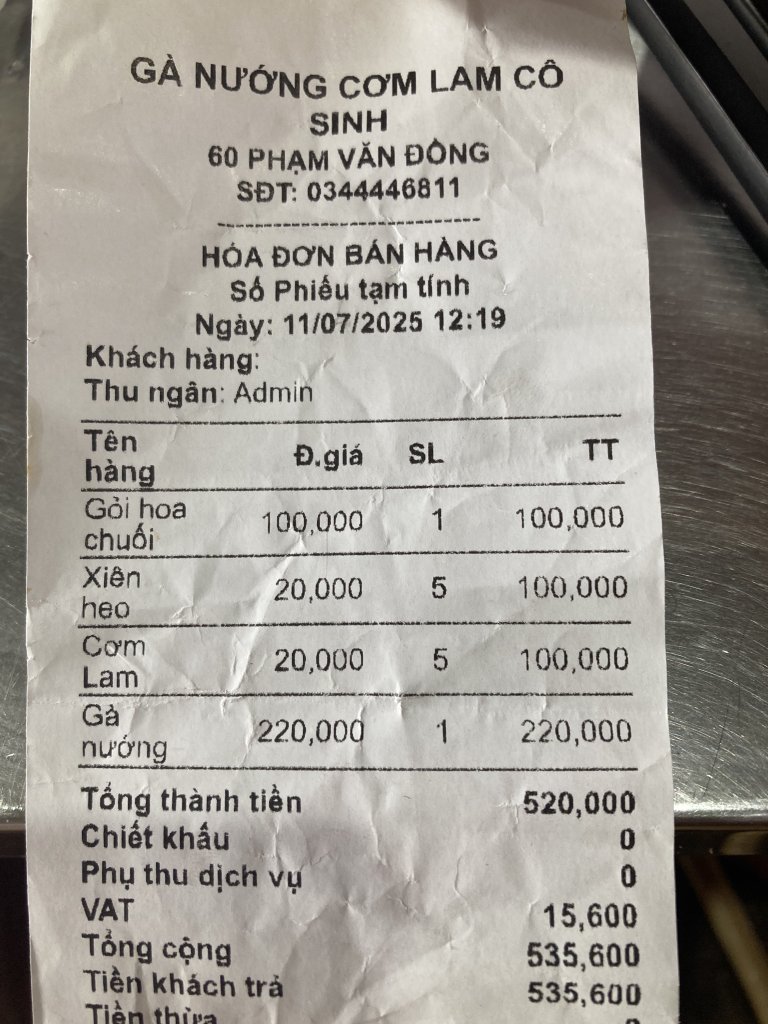 GÀ NƯỚNG CƠM LAM CÔ
SINH
60 PHẠM VĂN ĐỒNG
SĐT: 0344446811
HÓA ĐƠN BÁN HÀNG
Số Phiếu tạm tính
Ngày: 11/07/2025 12:19
Khách hàng:
Thu ngân: Admin
Tên hàng Đ.giá SL TT
Gỏi hoa chuối 100,000 1 100,000
Xiên heo 20,000 5 100,000
Cơm Lam 20,000 5 100,000
Gà nướng 220,000 1 220,000
Tổng thành tiền 520,000
Chiết khấu 0
Phụ thu dịch vụ 0
VAT 15,600
Tổng cộng 535,600
Tiền khách trả 535,600
Tiền thừa 0